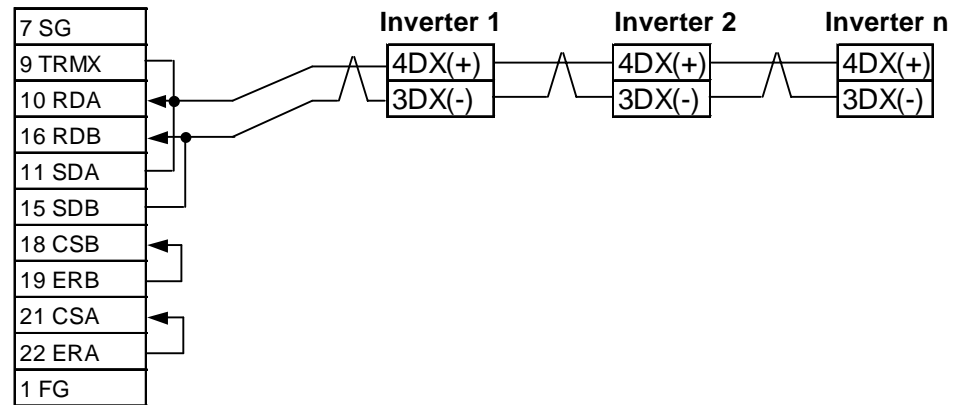 Inverter 1 Inverter 2 Inverter n
7 SG
9 TRMX 4DX(+) 4DX(+) 4DX(+)
10 RDA 3DX(-) 3DX(-) 3DX(-)
16 RDB
11 SDA
15 SDB
18 CSB
19 ERB
21 CSA
22 ERA
1 FG